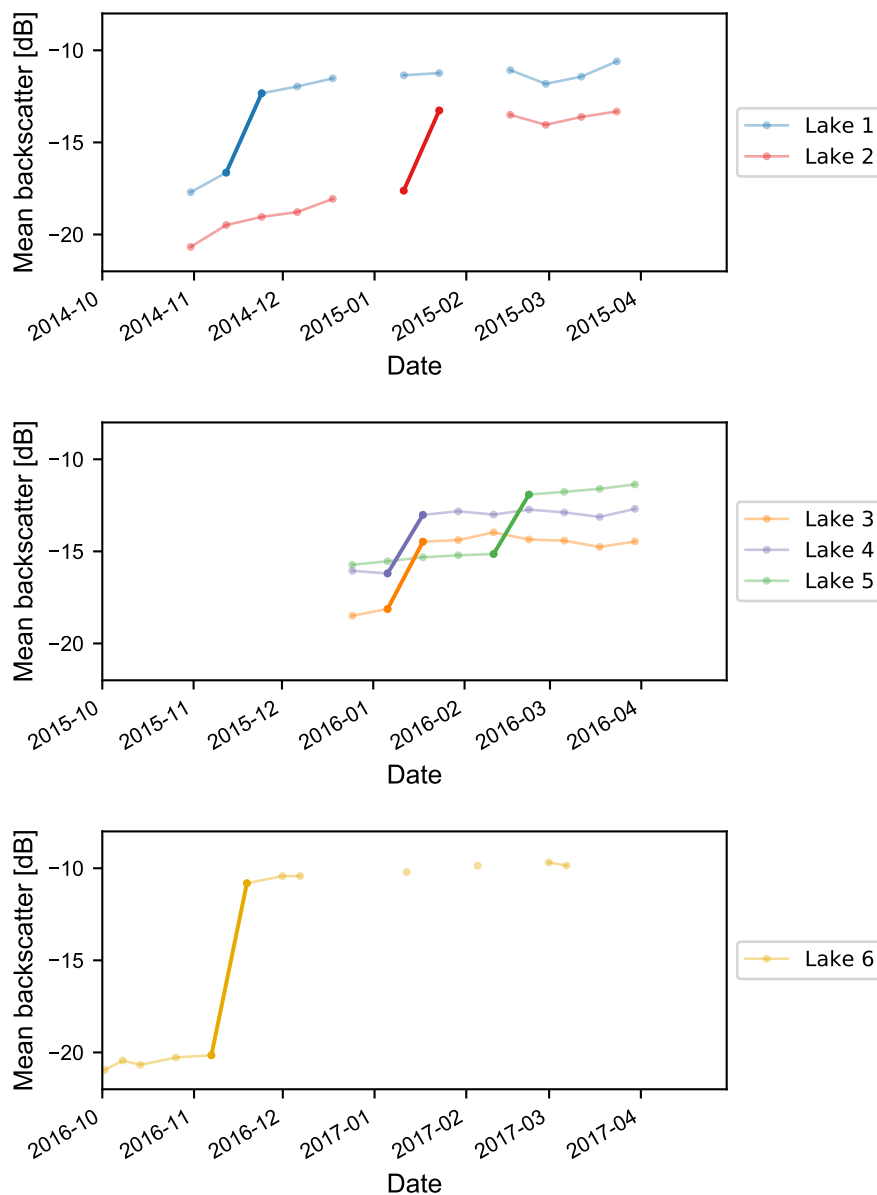 Mean backscatter [dB]
−10
−15
−20
2014-10
2014-11
2014-12
2015-01
2015-02
2015-03
2015-04
Date
Lake 1
Lake 2
Mean backscatter [dB]
−10
−15
−20
2015-10
2015-11
2015-12
2016-01
2016-02
2016-03
2016-04
Date
Lake 3
Lake 4
Lake 5
Mean backscatter [dB]
−10
−15
−20
2016-10
2016-11
2016-12
2017-01
2017-02
2017-03
2017-04
Date
Lake 6